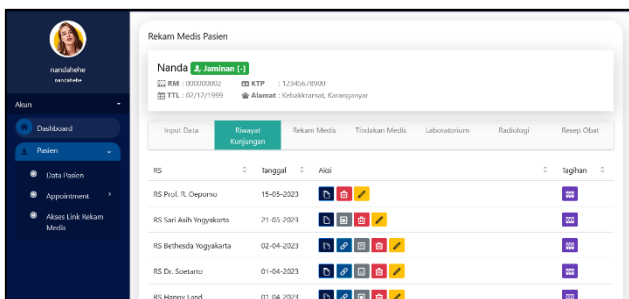 nandahehe
nandahehe
Akun
Dashboard
Pasien
Data Pasien
Appointment
Akses Link Rekam
Medis
Rekam Medis Pasien
Nanda Jaminan [-]
RM : 000000002 KTP : 12345678900
TTL : 02/12/1999 Alamat : Kebakkramat, Karanganyar
Input Data Riwayat Kunjungan Rekam Medis Tindakan Medis Laboratorium Radiologi Resep Obat
RS Tanggal Aksi Tagihan
RS Prof. R. Oepomo 15-05-2023
RS Sari Asih Yogyakarta 21-05-2023
RS Bethesda Yogyakarta 02-04-2023
RS Dr. Soetarto 01-04-2023
RS Happy Land 01-04-2023